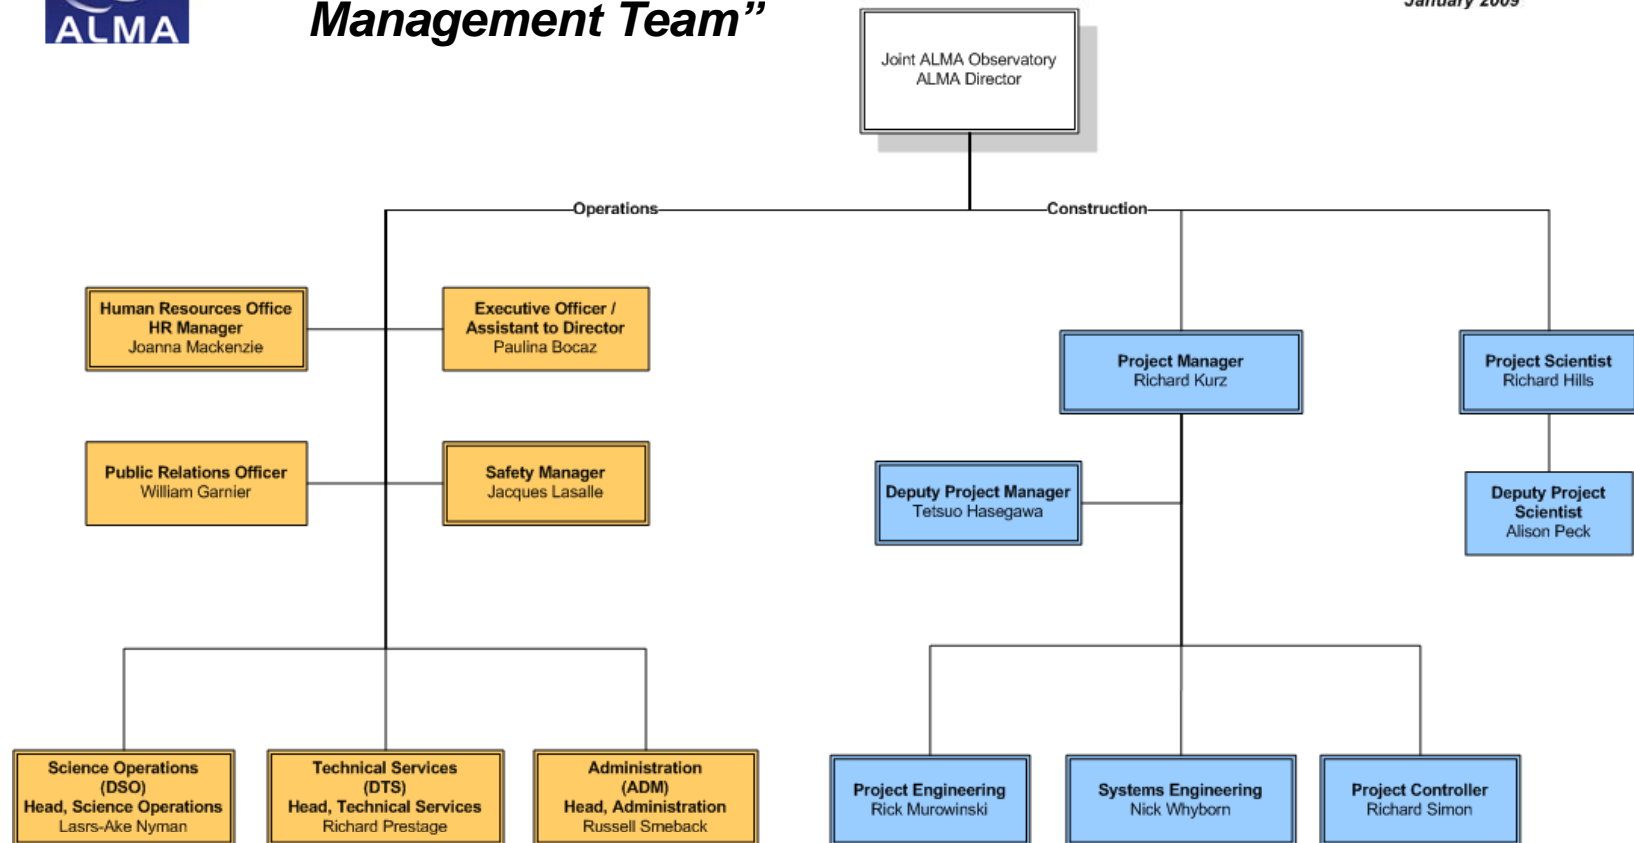 ALMA
Management Team”
January 2009
Joint ALMA Observatory
ALMA Director
Operations
Construction
Human Resources Office
HR Manager
Joanna Mackenzie
Executive Officer /
Assistant to Director
Paulina Bocaz
Project Manager
Richard Kurz
Project Scientist
Richard Hills
Public Relations Officer
William Garnier
Safety Manager
Jacques Lasalle
Deputy Project Manager
Tetsuo Hasegawa
Deputy Project
Scientist
Alison Peck
Science Operations
(DSO)
Head, Science Operations
Lasrs-Ake Nyman
Technical Services
(DTS)
Head, Technical Services
Richard Prestage
Administration
(ADM)
Head, Administration
Russell Smeback
Project Engineering
Rick Murowinski
Systems Engineering
Nick Whyborn
Project Controller
Richard Simon